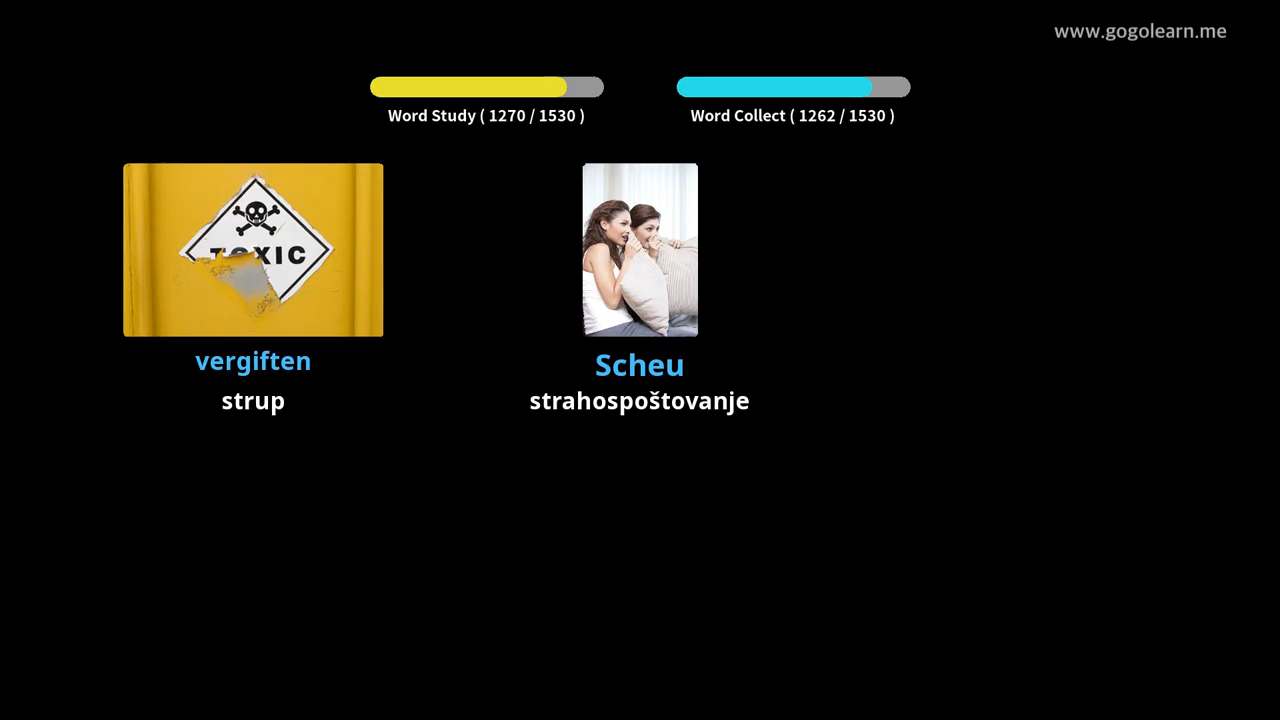 www.gogolearn.me
Word Study ( 1270 / 1530 )
Word Collect ( 1262 / 1530 )
TOXIC
vergiften
strup
Scheu
strahospoštovanje